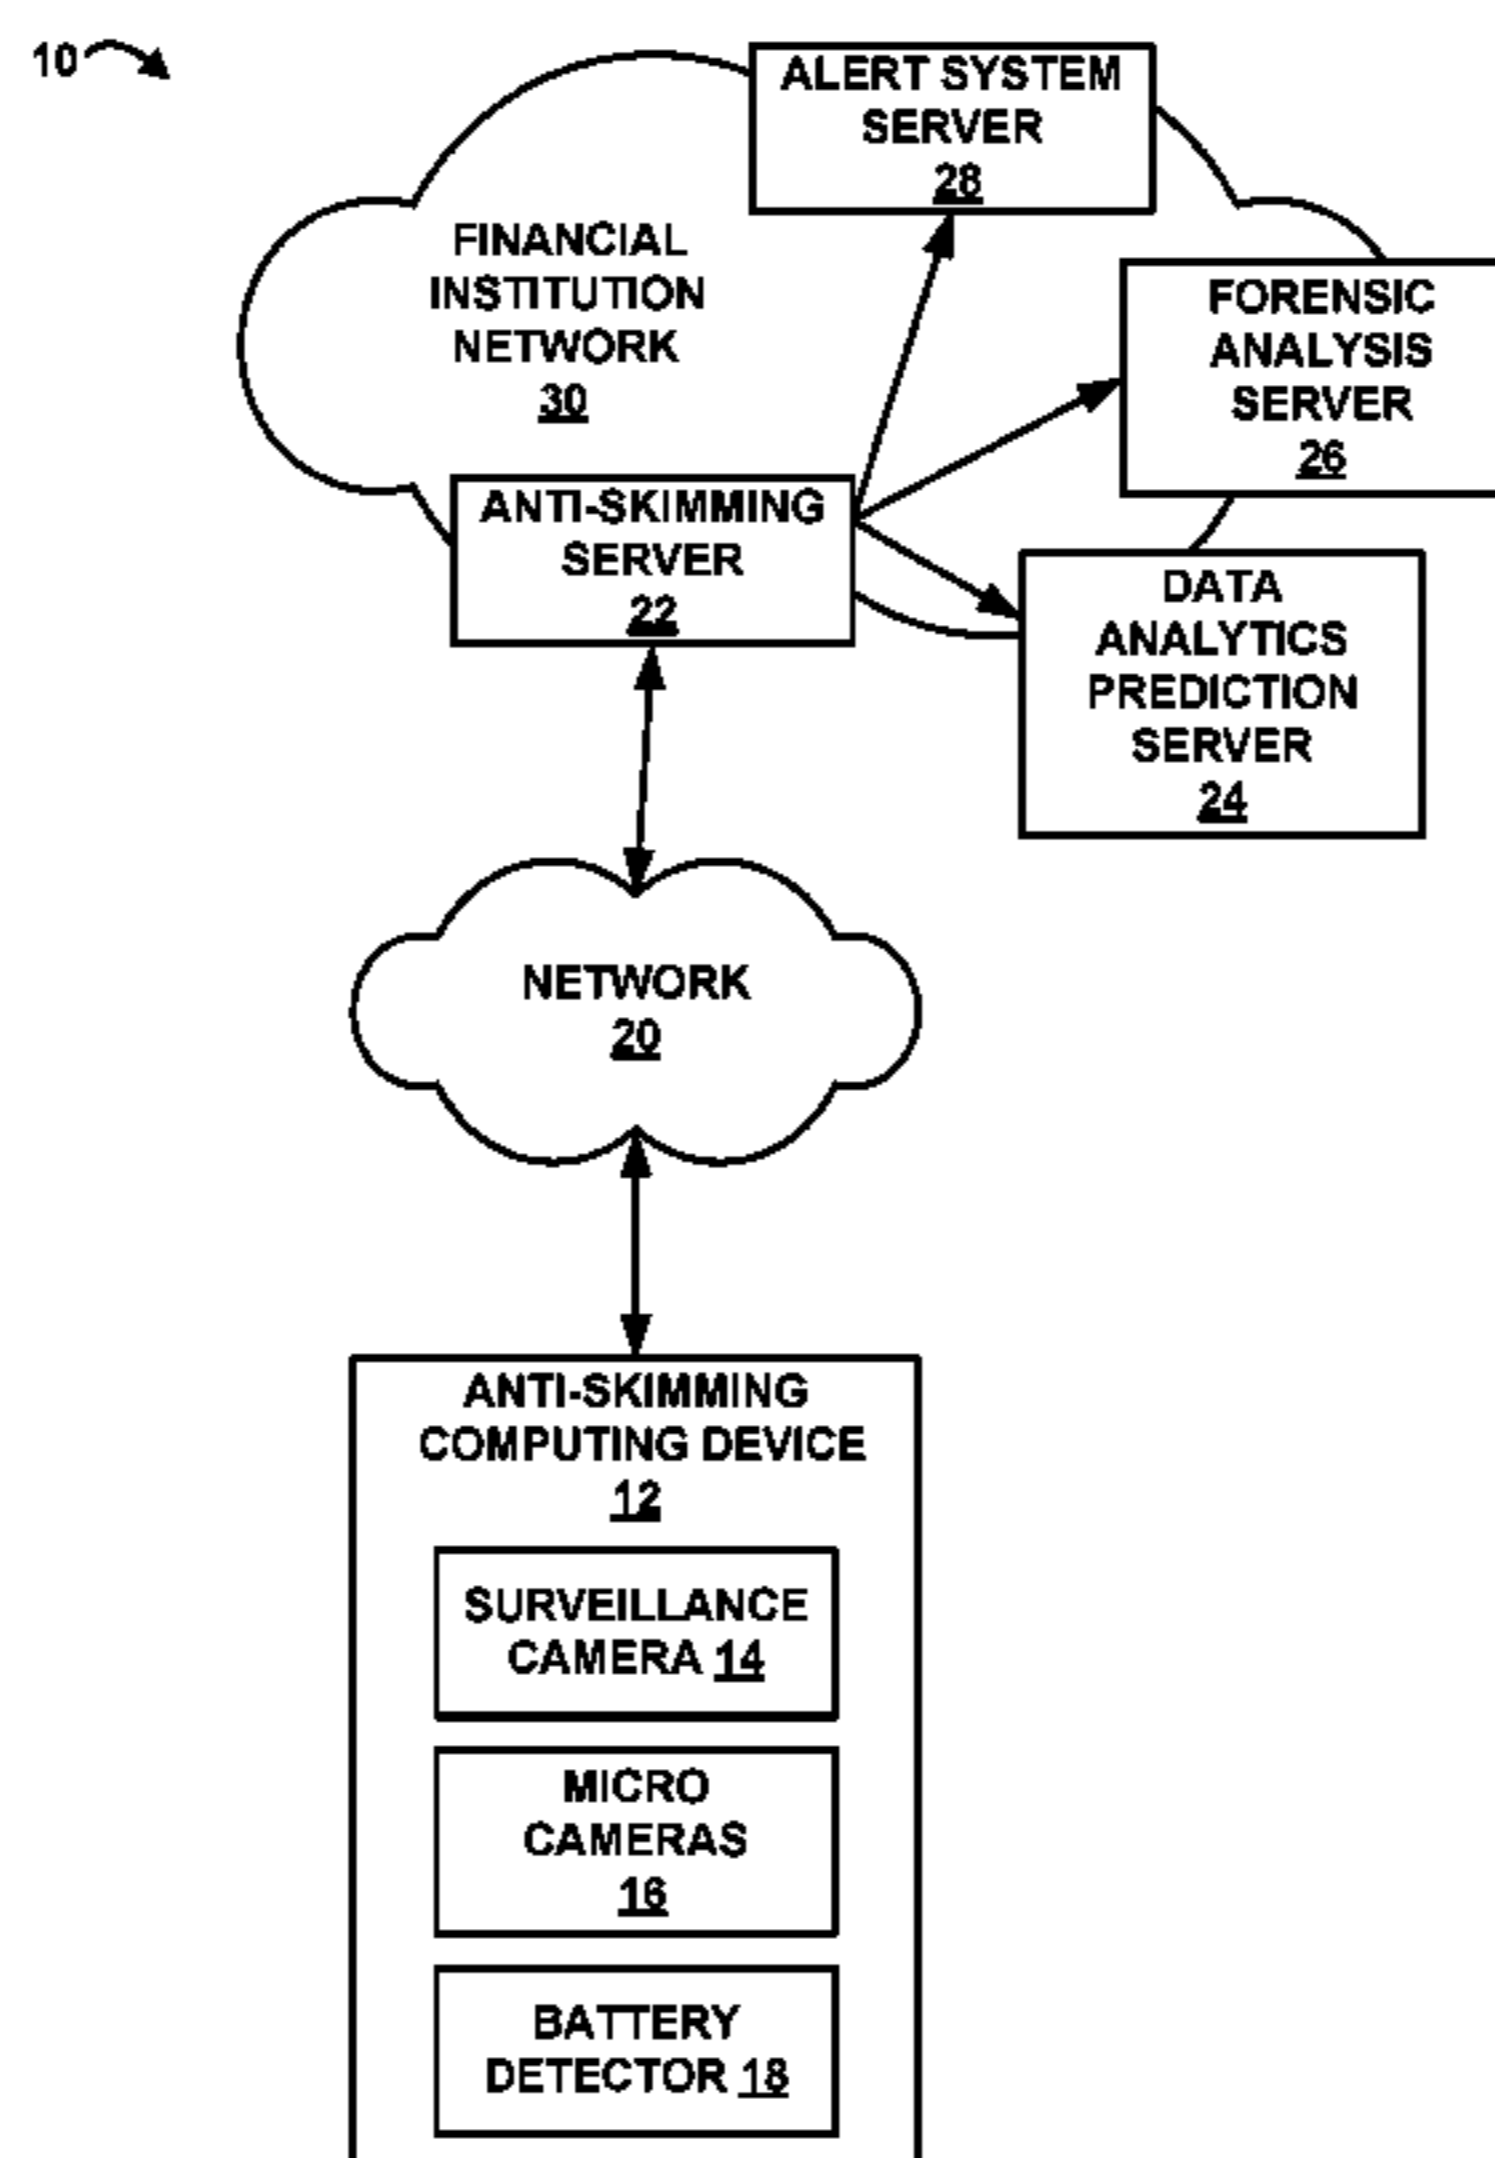 10
ALERT SYSTEM
SERVER
28
FINANCIAL
INSTITUTION
NETWORK
30
FORENSIC
ANALYSIS
SERVER
26
ANTI-SKIMMING
SERVER
22
DATA
ANALYTICS
PREDICTION
SERVER
24
NETWORK
20
ANTI-SKIMMING
COMPUTING DEVICE
12
SURVEILLANCE
CAMERA 14
MICRO
CAMERAS
16
BATTERY
DETECTOR 18